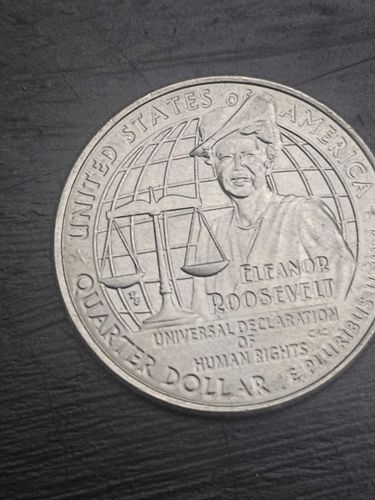 UNITED STATES OF AMERICA
ELEANOR
ROOSEVELT
UNIVERSAL DECLARATION
OF
HUMAN RIGHTS
QUARTER DOLLAR
E PLURIBUS